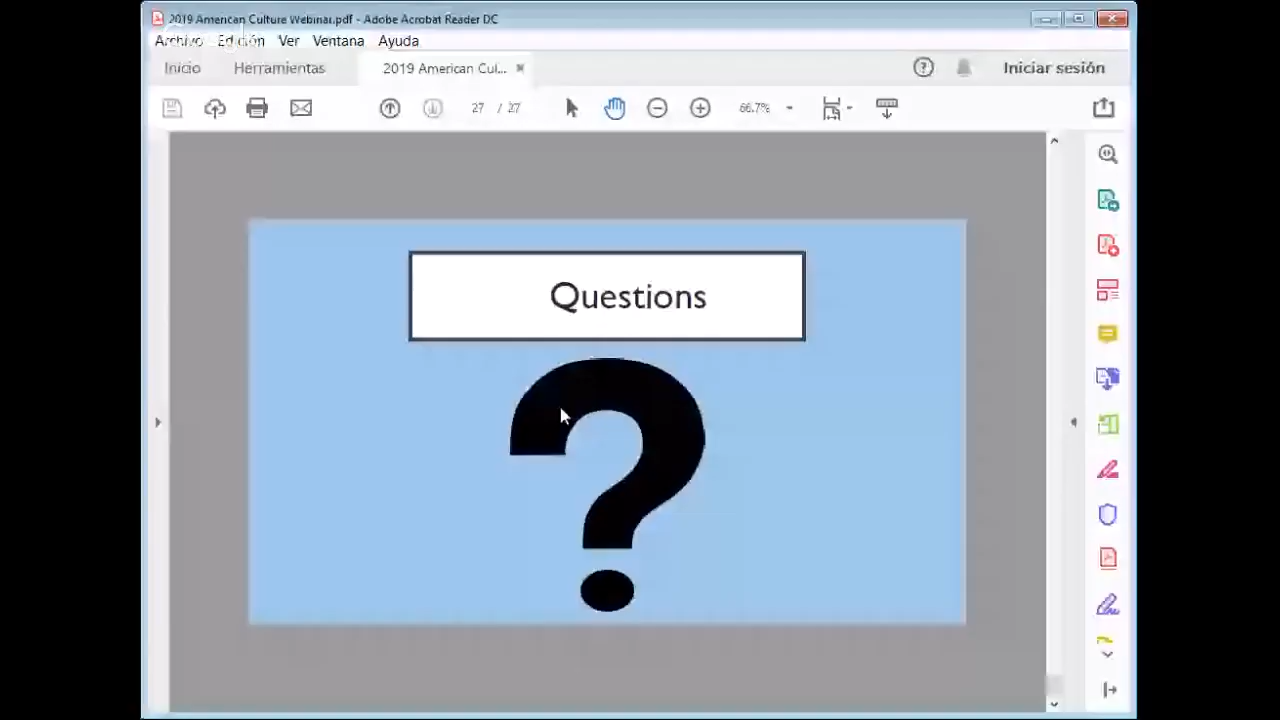 2019 American Culture Webinar.pdf - Adobe Acrobat Reader DC
Archivo Edición Ver Ventana Ayuda
Inicio Herramientas 2019 American Cul... Iniciar sesión
27 / 27 66.7%
Questions
?